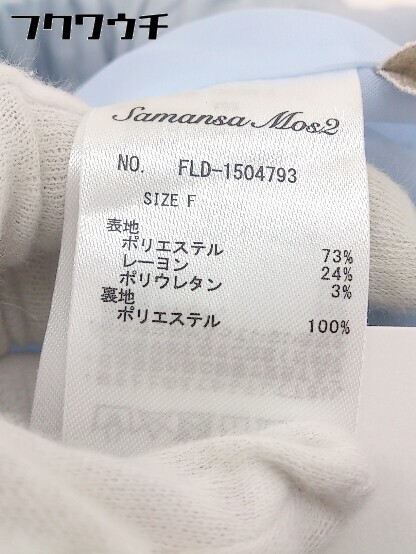 フクウウチ
Samansa Mos2
NO. FLD-1504793
SIZE F
表地
ポリエステル 73%
レーヨン 24%
ポリウレタン 3%
裏地
ポリエステル 100%